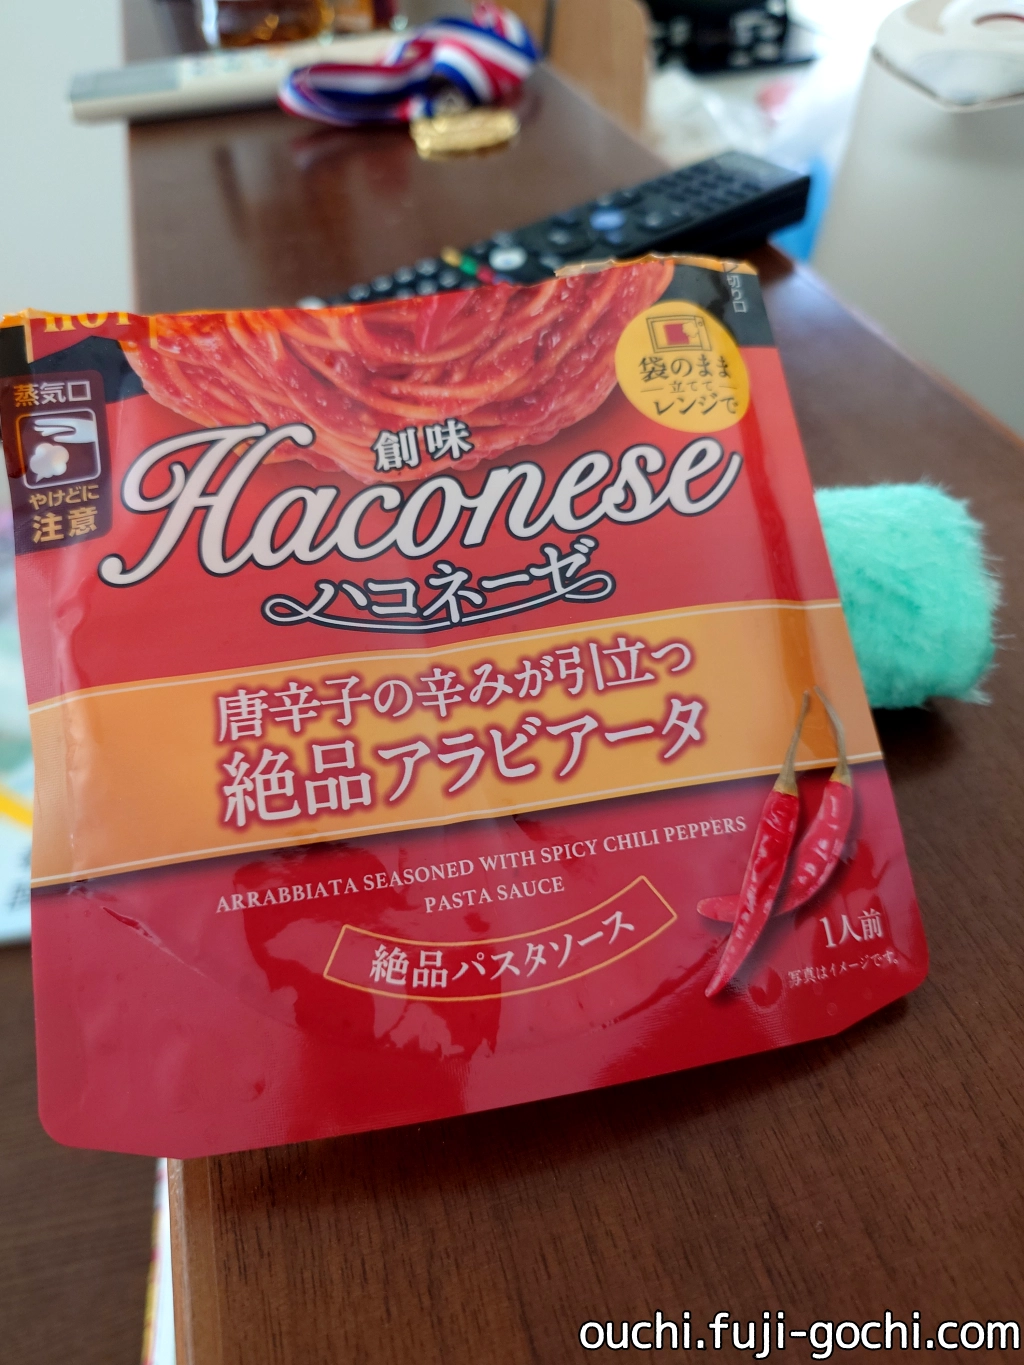 HOT
切り口
袋のまま
立てて
レンジで
蒸気口
やけどに
注意
創味
Haconese
ハコネーゼ
唐辛子の辛みが引立つ
絶品アラビアータ
ARRABBIATA SEASONED WITH SPICY CHILI PEPPERS
PASTA SAUCE
絶品パスタソース
1人前
写真はイメージです。
ouchi.fuji-gochi.com